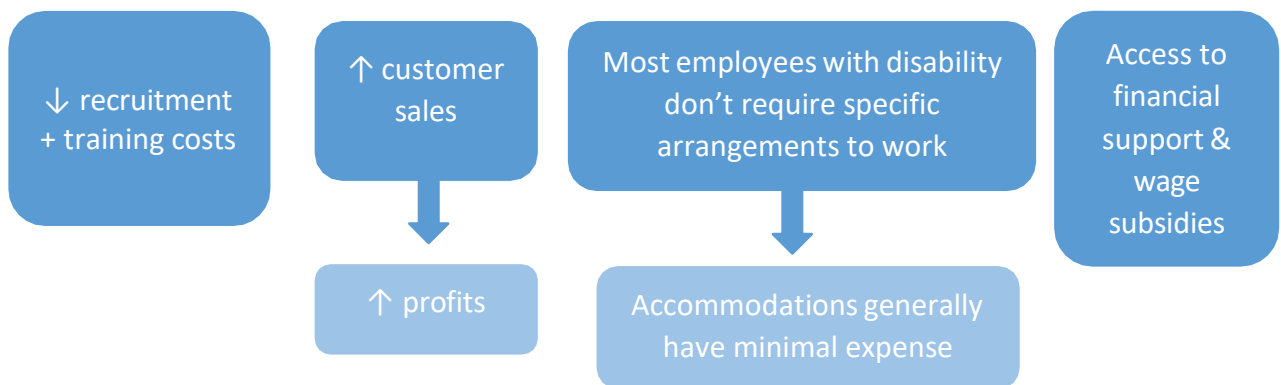 ↓ recruitment
+ training costs
↑ customer
sales
↑ profits
Most employees with disability
don’t require specific
arrangements to work
Accommodations generally
have minimal expense
Access to
financial
support &
wage
subsidies